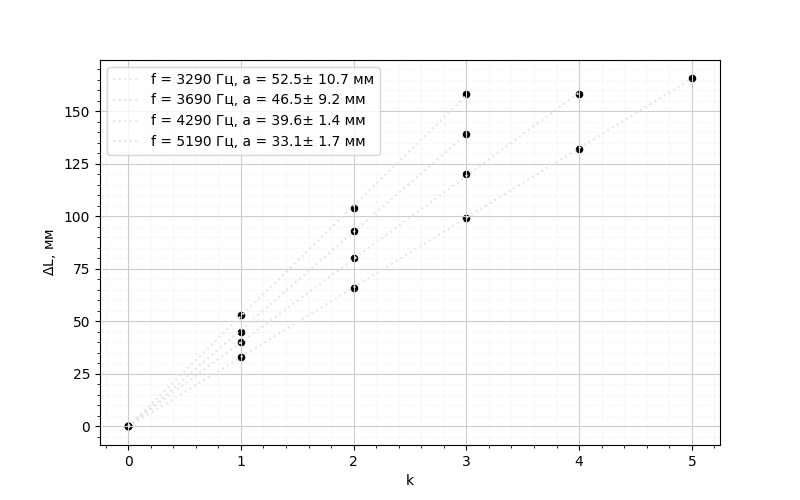 f = 3290 Гц, a = 52.5± 10.7 мм
f = 3690 Гц, a = 46.5± 9.2 мм
f = 4290 Гц, a = 39.6± 1.4 мм
f = 5190 Гц, a = 33.1± 1.7 мм
150
125
100
75
50
25
0
ΔL, мм
0 1 2 3 4 5
k